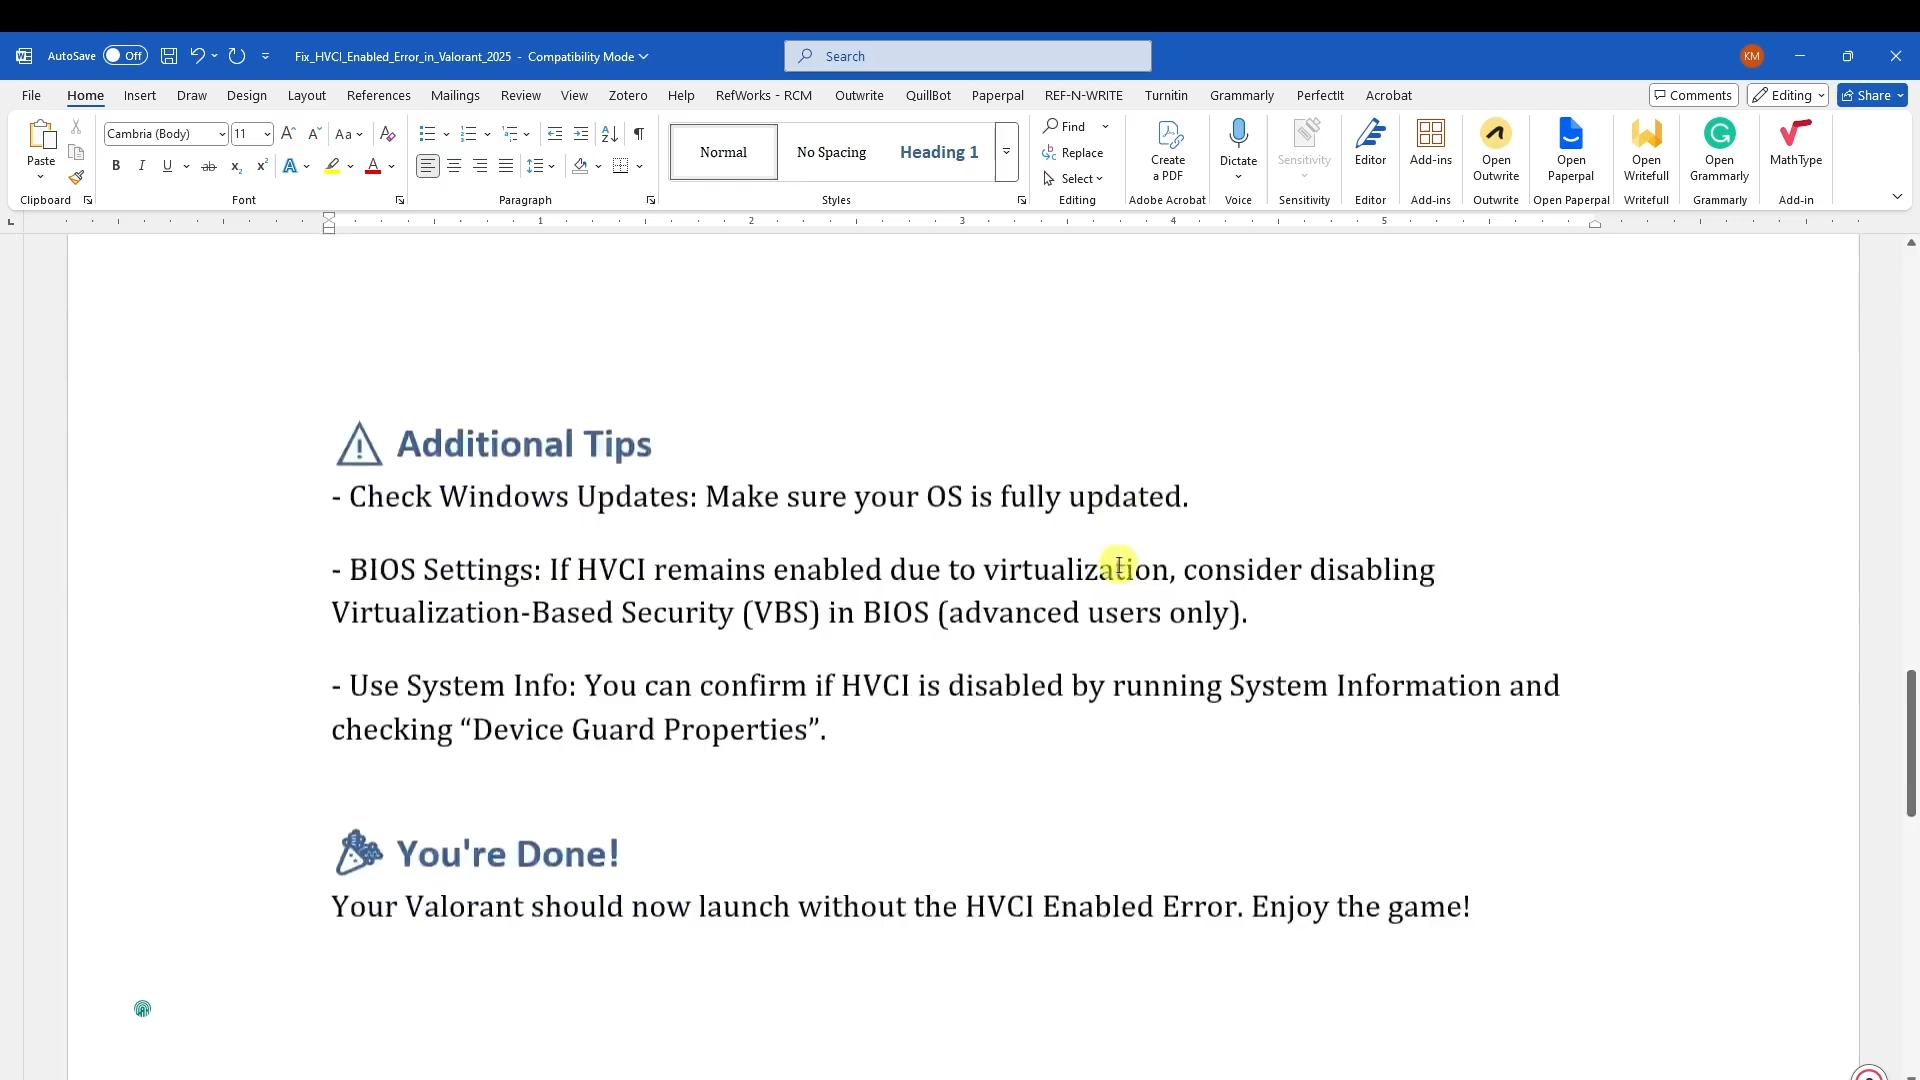 AutoSave Off Fix_HVCI_Enabled_Error_in_Valorant_2025 - Compatibility Mode Search KM
File Home Insert Draw Design Layout References Mailings Review View Zotero Help RefWorks - RCM Outwrite QuillBot Paperpal REF-N-WRITE Turnitin Grammarly PerfectIt Acrobat Comments Editing Share
Paste Cambria (Body) 11 Aa Normal No Spacing Heading 1 Find Replace Select Create a PDF Dictate Sensitivity Editor Add-ins Open Outwrite Open Paperpal Open Writefull Open Grammarly MathType
Clipboard Font Paragraph Styles Editing Adobe Acrobat Voice Sensitivity Editor Add-ins Outwrite Open Paperpal Writefull Grammarly Add-in
1 2 3 4 5
Additional Tips
- Check Windows Updates: Make sure your OS is fully updated.
- BIOS Settings: If HVCI remains enabled due to virtualization, consider disabling
Virtualization-Based Security (VBS) in BIOS (advanced users only).
- Use System Info: You can confirm if HVCI is disabled by running System Information and
checking “Device Guard Properties”.
You're Done!
Your Valorant should now launch without the HVCI Enabled Error. Enjoy the game!